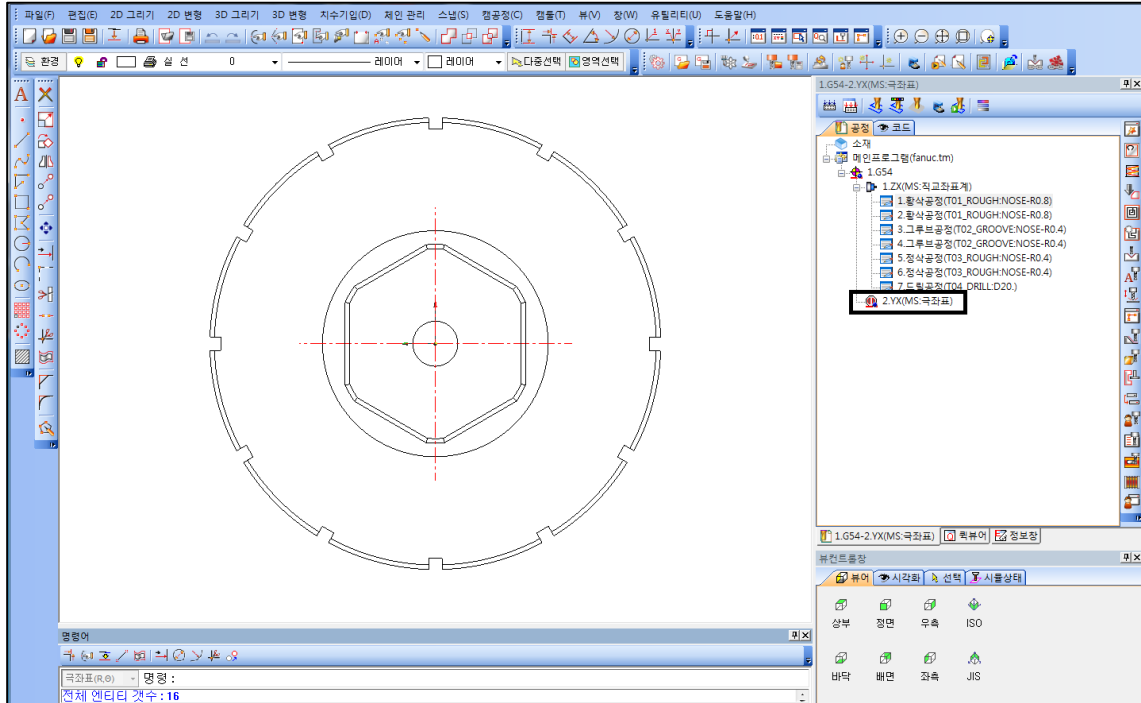 파일(F) 편집(E) 2D 그리기 2D 변형 3D 그리기 3D 변형 치수기입(D) 체인 관리 스냅(S) 캠공정(C) 캠툴(T) 뷰(V) 창(W) 유틸리티(U) 도움말(H)
환경 실 선 0 레이어 레이어 다중선택 영역선택
1.G54-2.YX(MS:극좌표)
공정 코드
소재
메인프로그램(fanuc.tm)
1.G54
1.ZX(MS:직교좌표계)
1.황삭공정(T01_ROUGH:NOSE-R0.8)
2.황삭공정(T01_ROUGH:NOSE-R0.8)
3.그루브공정(T02_GROOVE:NOSE-R0.4)
4.그루브공정(T02_GROOVE:NOSE-R0.4)
5.정삭공정(T03_ROUGH:NOSE-R0.4)
6.정삭공정(T03_ROUGH:NOSE-R0.4)
7.드릴공정(T04_DRILL:D20.)
2.YX(MS:극좌표)
1.G54-2.YX(MS:극좌표) 퀵뷰어 정보창
뷰컨트롤창
뷰어 시각화 선택 시뮬상태
상부 정면 우측 ISO
바닥 배면 좌측 JIS
명령어
극좌표(R,Θ) 명령 :
전체 엔티티 갯수 : 16